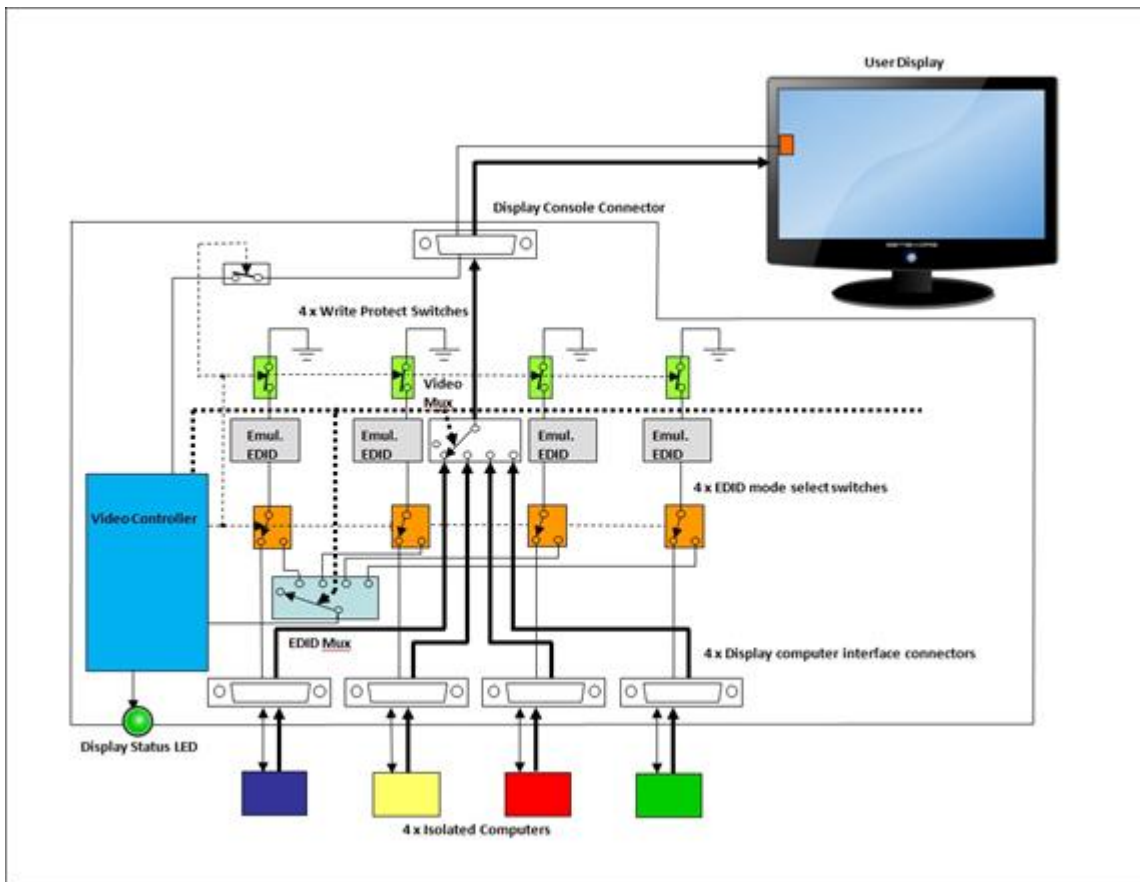 User Display
Display Console Connector
4 x Write Protect Switches
Video
Mux
Emul.
EDID
Emul.
EDID
Emul.
EDID
Emul.
EDID
4 x EDID mode select switches
Video Controller
EDID Mux
4 x Display computer interface connectors
Display Status LED
4 x Isolated Computers